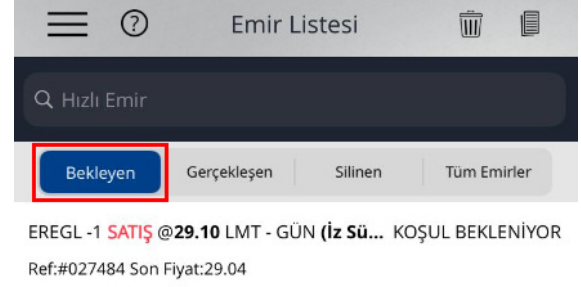 Emir Listesi
Hızlı Emir
Bekleyen Gerçekleşen Silinen Tüm Emirler
EREGL -1 SATIŞ @29.10 LMT - GÜN (İz Sü... KOŞUL BEKLENİYOR
Ref:#027484 Son Fiyat:29.04